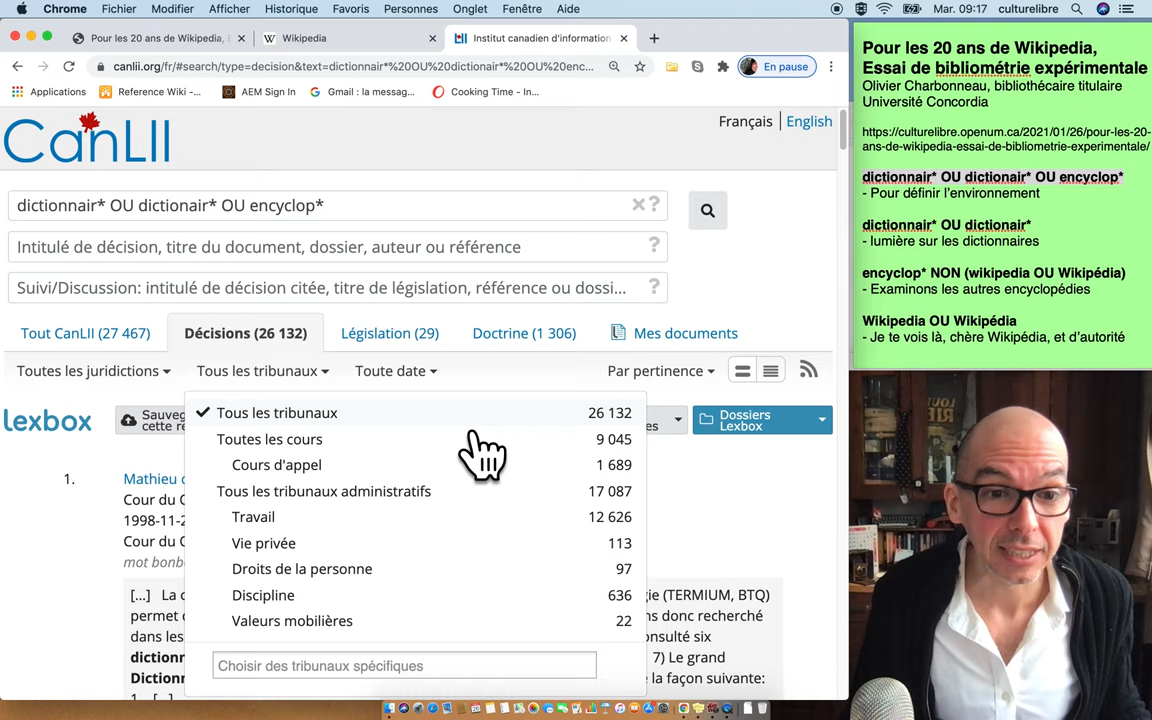 Chrome Fichier Modifier Afficher Historique Favoris Personnes Onglet Fenêtre Aide Mar. 09:17 culturelibre
Pour les 20 ans de Wikipedia, E Wikipedia Institut canadien d'information
canlii.org/fr/#search/type=decision&text=dictionnair*%20OU%20dictionair*%20OU%20enc... En pause
Applications Reference Wiki -... AEM Sign In Gmail : la messag... Cooking Time - In...
CanLII
Français English
dictionnair* OU dictionair* OU encyclop*
Intitulé de décision, titre du document, dossier, auteur ou référence
Suivi/Discussion: intitulé de décision citée, titre de législation, référence ou dossi...
Tout CanLII (27 467) Décisions (26 132) Législation (29) Doctrine (1 306) Mes documents
Toutes les juridictions Tous les tribunaux Toute date Par pertinence
lexbox Sauve cette re es Dossiers Lexbox
Tous les tribunaux 26 132
Toutes les cours 9 045
Cours d'appel 1 689
Tous les tribunaux administratifs 17 087
Travail 12 626
Vie privée 113
Droits de la personne 97
Discipline 636
Valeurs mobilières 22
Choisir des tribunaux spécifiques
1. Mathieu c
Cour du C
1998-11-2
Cour du C
mot bonb
[...] La c gie (TERMIUM, BTQ)
permet ns donc recherché
dans les onsulté six
dictionn 7) Le grand
Diction la façon suivante:
1. [...]
Pour les 20 ans de Wikipedia,
Essai de bibliométrie expérimentale
Olivier Charbonneau, bibliothécaire titulaire
Université Concordia
https://culturelibre.openum.ca/2021/01/26/pour-les-20-
ans-de-wikipedia-essai-de-bibliometrie-experimentale/
dictionnair* OU dictionair* OU encyclop*
- Pour définir l'environnement
dictionnair* OU dictionair*
- lumière sur les dictionnaires
encyclop* NON (wikipedia OU Wikipédia)
- Examinons les autres encyclopédies
Wikipedia OU Wikipédia
- Je te vois là, chère Wikipédia, et d'autorité